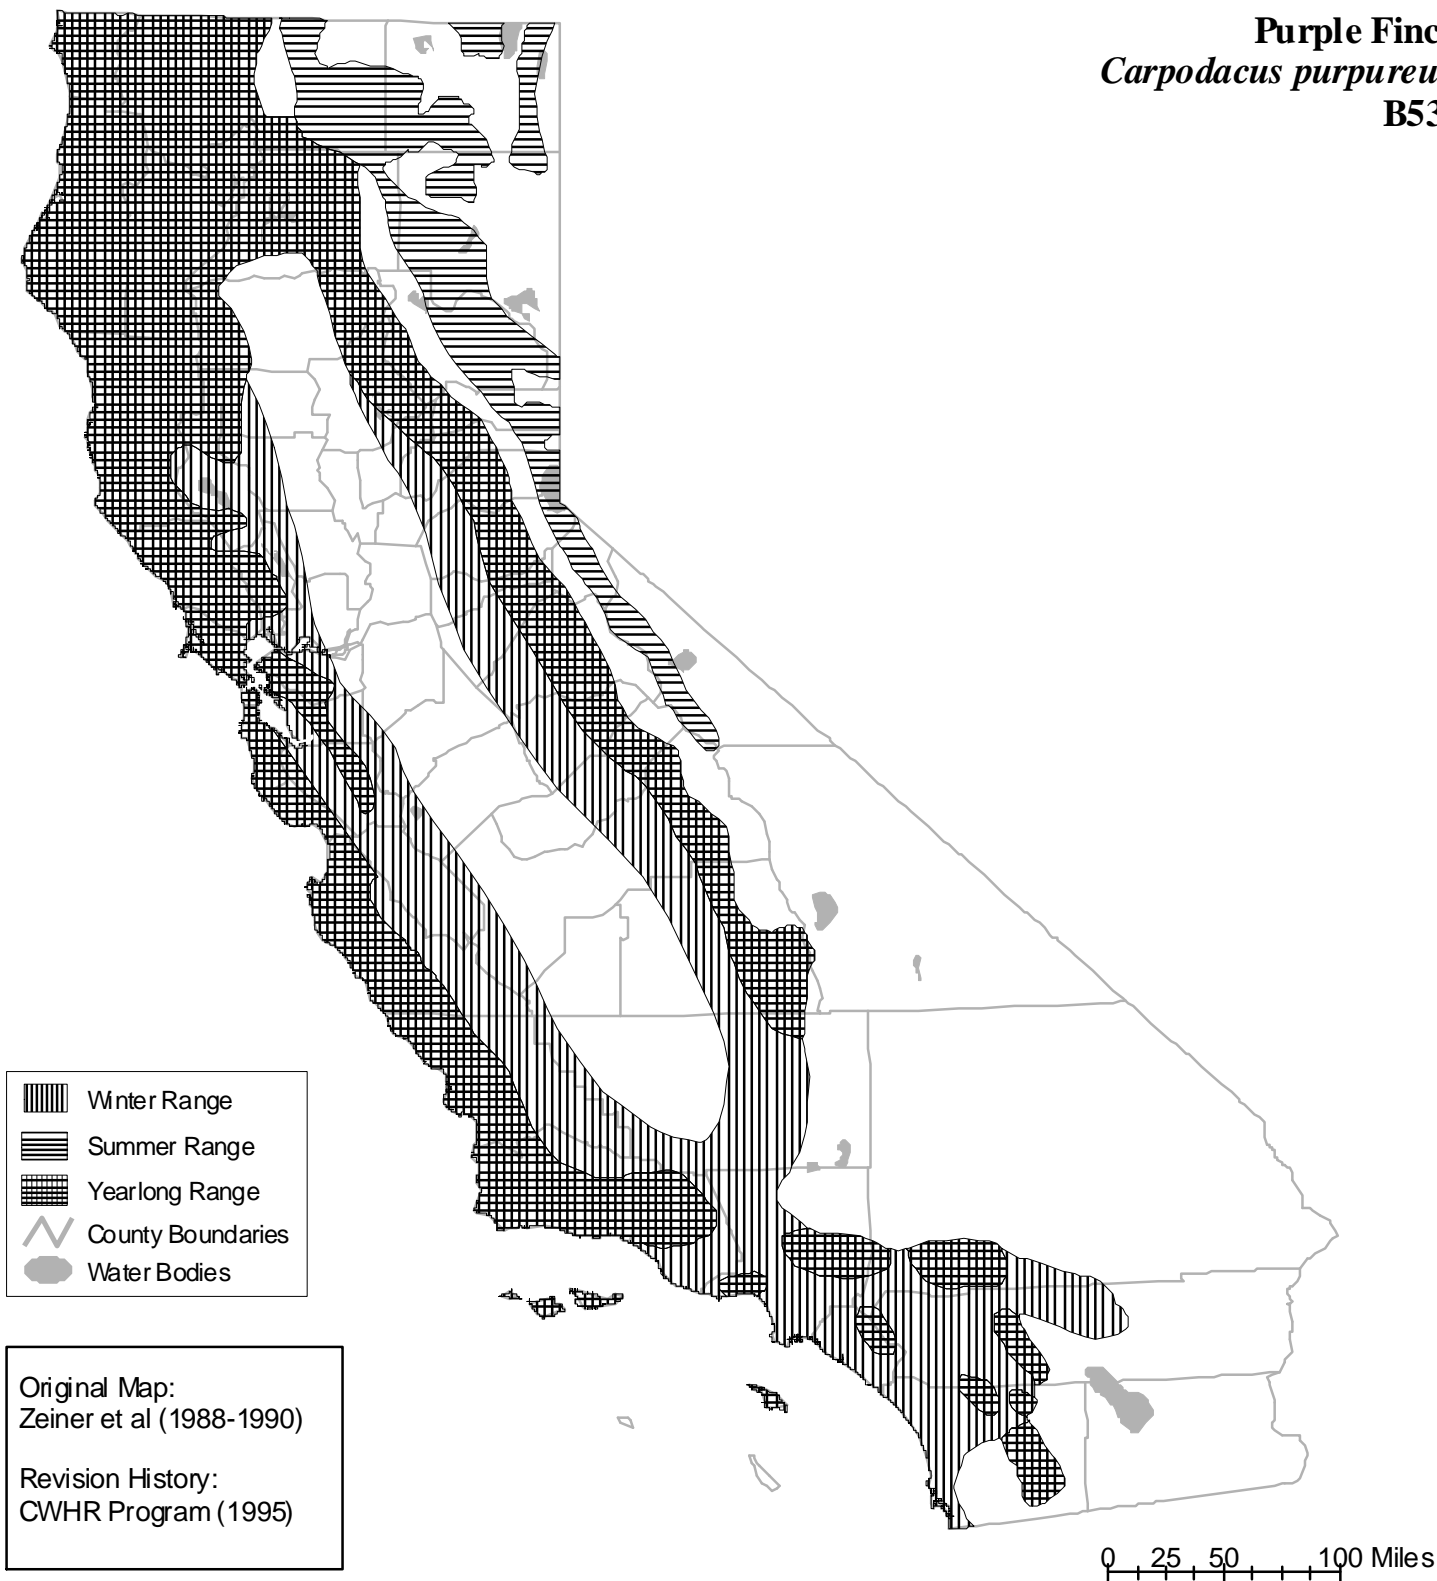 Purple Finc
Carpodacus purpureu
B53
Winter Range
Summer Range
Yearlong Range
County Boundaries
Water Bodies
Original Map:
Zeiner et al (1988-1990)
Revision History:
CWHR Program (1995)
0 25 50 100 Miles